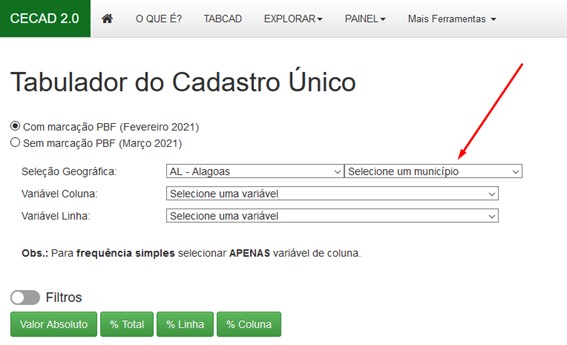 CECAD 2.0 O QUE É? TABCAD EXPLORAR PAINEL Mais Ferramentas
Tabulador do Cadastro Único
Com marcação PBF (Fevereiro 2021)
Sem marcação PBF (Março 2021)
Seleção Geográfica: AL - Alagoas Selecione um município
Variável Coluna: Selecione uma variável
Variável Linha: Selecione uma variável
Obs.: Para frequência simples selecionar APENAS variável de coluna.
Filtros
Valor Absoluto % Total % Linha % Coluna